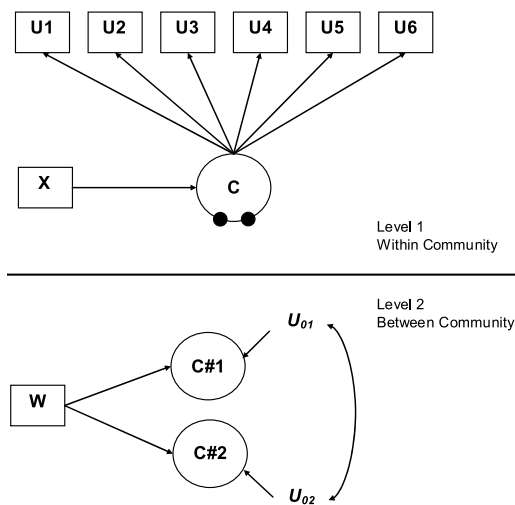 U1 U2 U3 U4 U5 U6
X
C
Level 1
Within Community
Level 2
Between Community
U01
C#1
W
C#2
U02